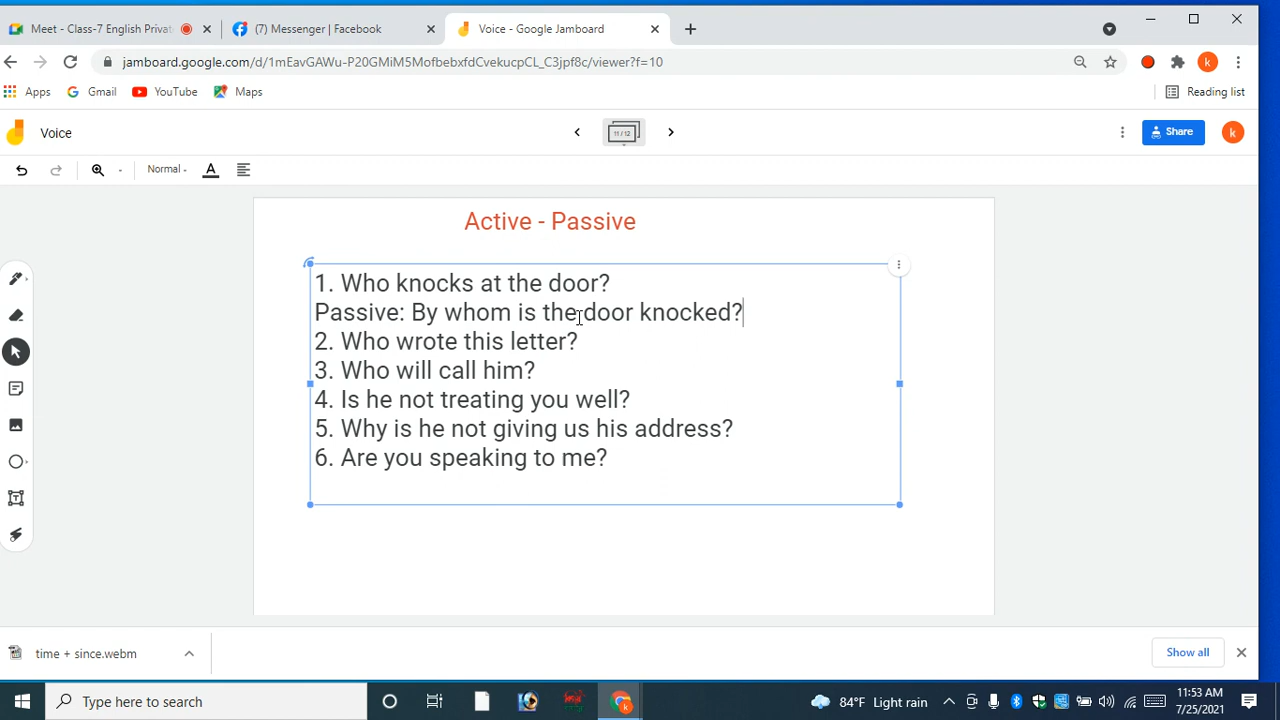 Meet - Class-7 English Privat
(7) Messenger | Facebook
Voice - Google Jamboard
jamboard.google.com/d/1mEavGAWu-P20GMiM5MofbebxfdCvekucpCL_C3jpf8c/viewer?f=10
k
Apps
Gmail
YouTube
Maps
Reading list
Voice
11 / 12
Share
k
Normal
A
Active - Passive
1. Who knocks at the door?
Passive: By whom is the door knocked?
2. Who wrote this letter?
3. Who will call him?
4. Is he not treating you well?
5. Why is he not giving us his address?
6. Are you speaking to me?
time + since.webm
Show all
Type here to search
k
84°F Light rain
11:53 AM
7/25/2021